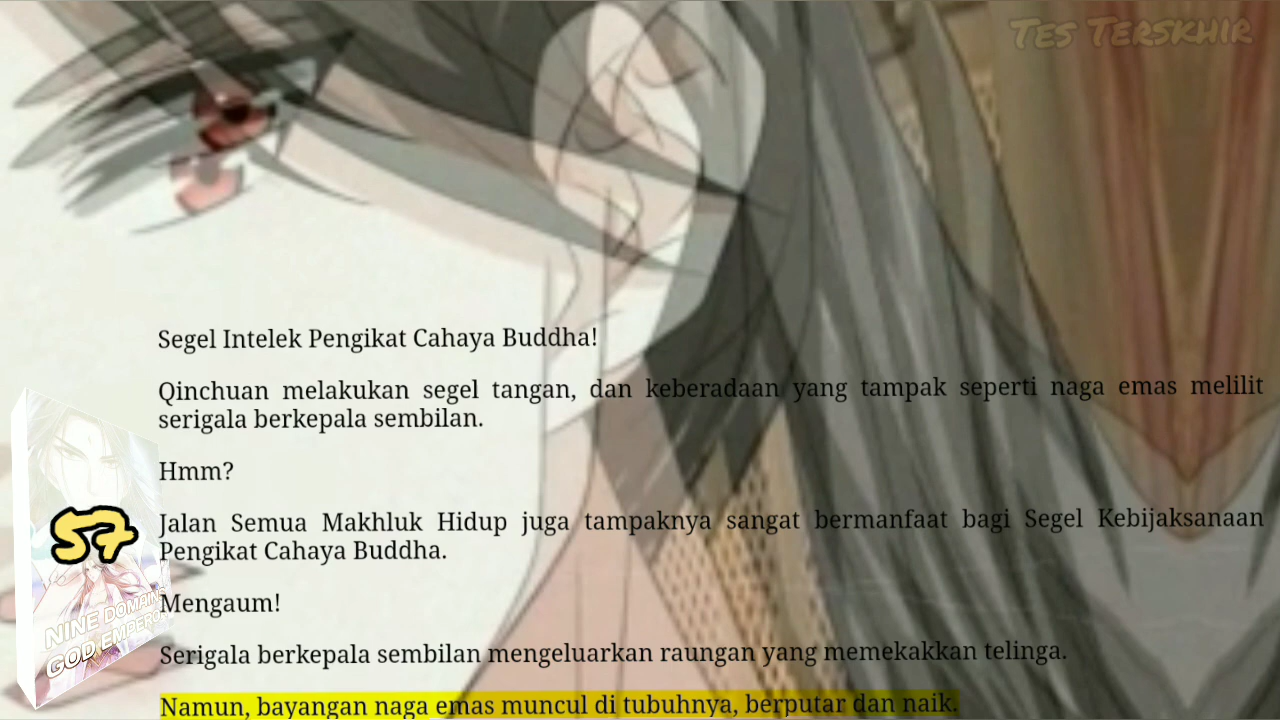 Tes Terskhir
Segel Intelek Pengikat Cahaya Buddha!
Qinchuan melakukan segel tangan, dan keberadaan yang tampak seperti naga emas melilit
serigala berkepala sembilan.
Hmm?
Jalan Semua Makhluk Hidup juga tampaknya sangat bermanfaat bagi Segel Kebijaksanaan
Pengikat Cahaya Buddha.
57
Mengaum!
NINE DOMAINS
GOD EMPEROR
Serigala berkepala sembilan mengeluarkan raungan yang memekakkan telinga.
Namun, bayangan naga emas muncul di tubuhnya, berputar dan naik.